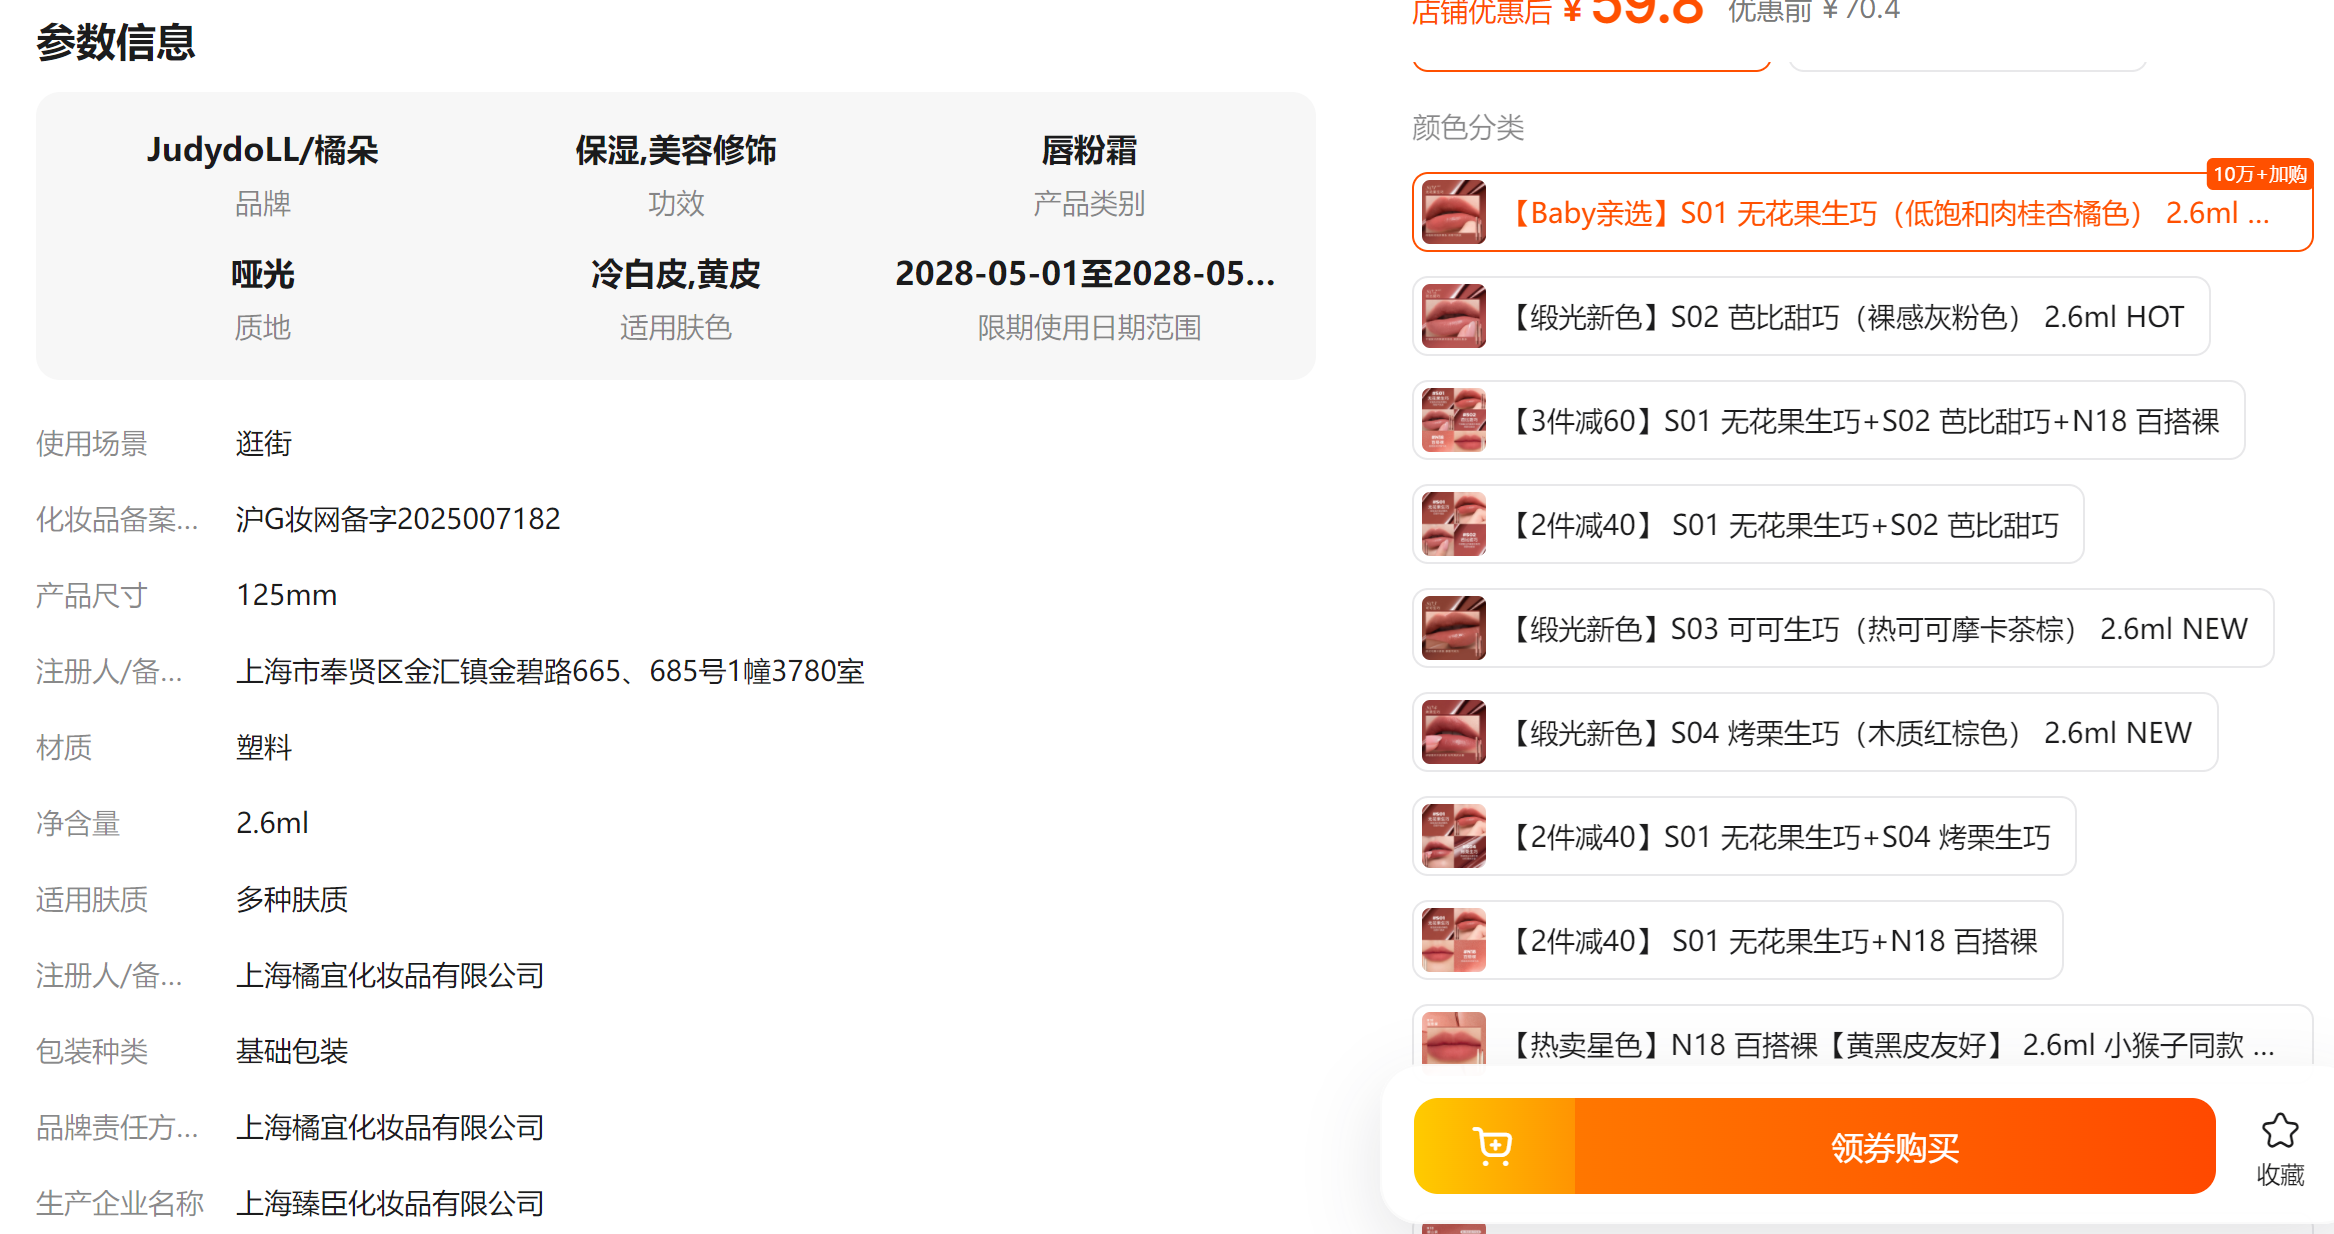 参数信息
JudydoLL/橘朵
保湿,美容修饰
唇粉霜
品牌
功效
产品类别
哑光
冷白皮,黄皮
2028-05-01至2028-05...
质地
适用肤色
限期使用日期范围
使用场景
逛街
化妆品备案...
沪G妆网备字2025007182
产品尺寸
125mm
注册人/备...
上海市奉贤区金汇镇金碧路665、685号1幢3780室
材质
塑料
净含量
2.6ml
适用肤质
多种肤质
注册人/备...
上海橘宜化妆品有限公司
包装种类
基础包装
品牌责任方...
上海橘宜化妆品有限公司
生产企业名称
上海臻臣化妆品有限公司
店铺优惠后 ¥ 59.8 优惠前 ¥ 70.4
颜色分类
10万+加购
【Baby亲选】S01 无花果生巧（低饱和肉桂杏橘色） 2.6ml ...
【缎光新色】S02 芭比甜巧（裸感灰粉色） 2.6ml HOT
【3件减60】S01 无花果生巧+S02 芭比甜巧+N18 百搭裸
【2件减40】 S01 无花果生巧+S02 芭比甜巧
【缎光新色】S03 可可生巧（热可可摩卡茶棕） 2.6ml NEW
【缎光新色】S04 烤栗生巧（木质红棕色） 2.6ml NEW
【2件减40】S01 无花果生巧+S04 烤栗生巧
【2件减40】 S01 无花果生巧+N18 百搭裸
【热卖星色】N18 百搭裸【黄黑皮友好】 2.6ml 小猴子同款 ...
领券购买
收藏